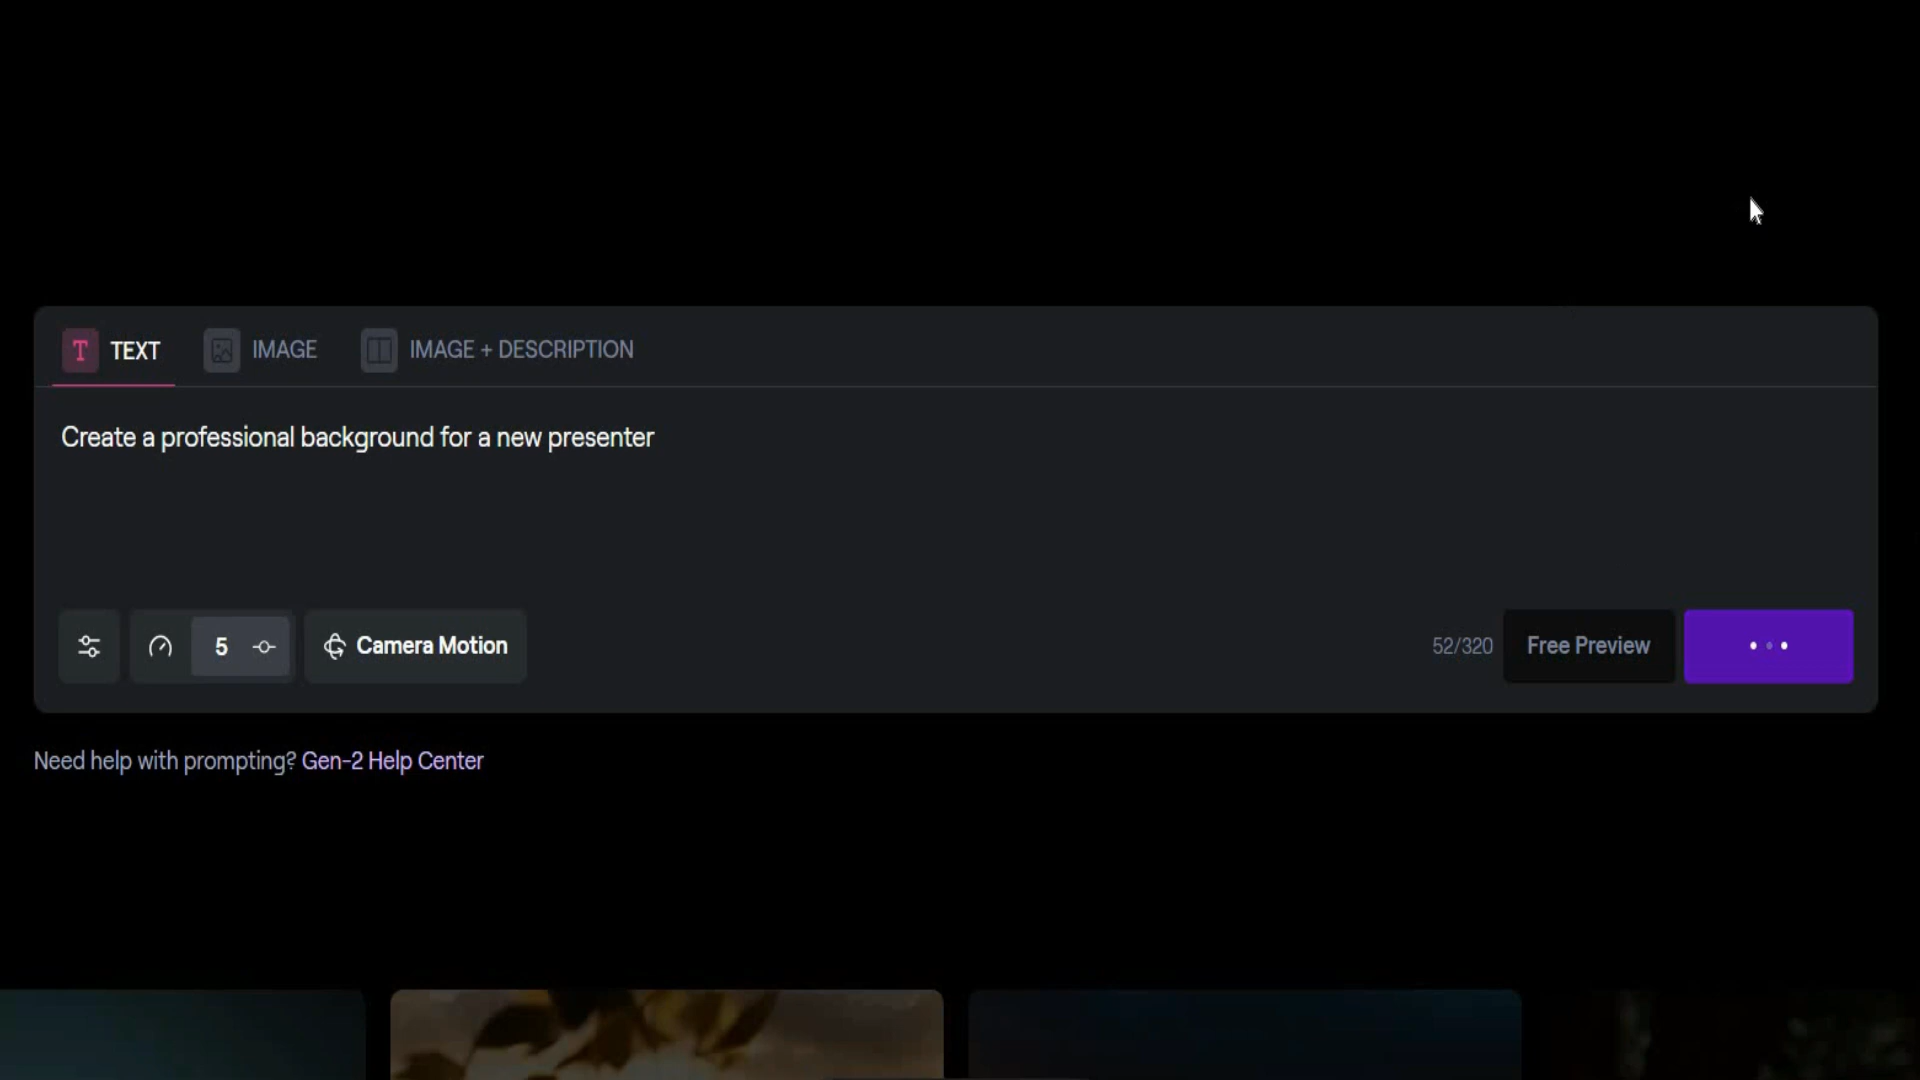 T TEXT IMAGE IMAGE + DESCRIPTION
Create a professional background for a new presenter
5 Camera Motion 52/320 Free Preview
Need help with prompting? Gen-2 Help Center